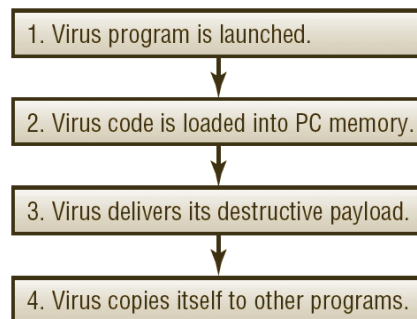 1. Virus program is launched.
2. Virus code is loaded into PC memory.
3. Virus delivers its destructive payload.
4. Virus copies itself to other programs.